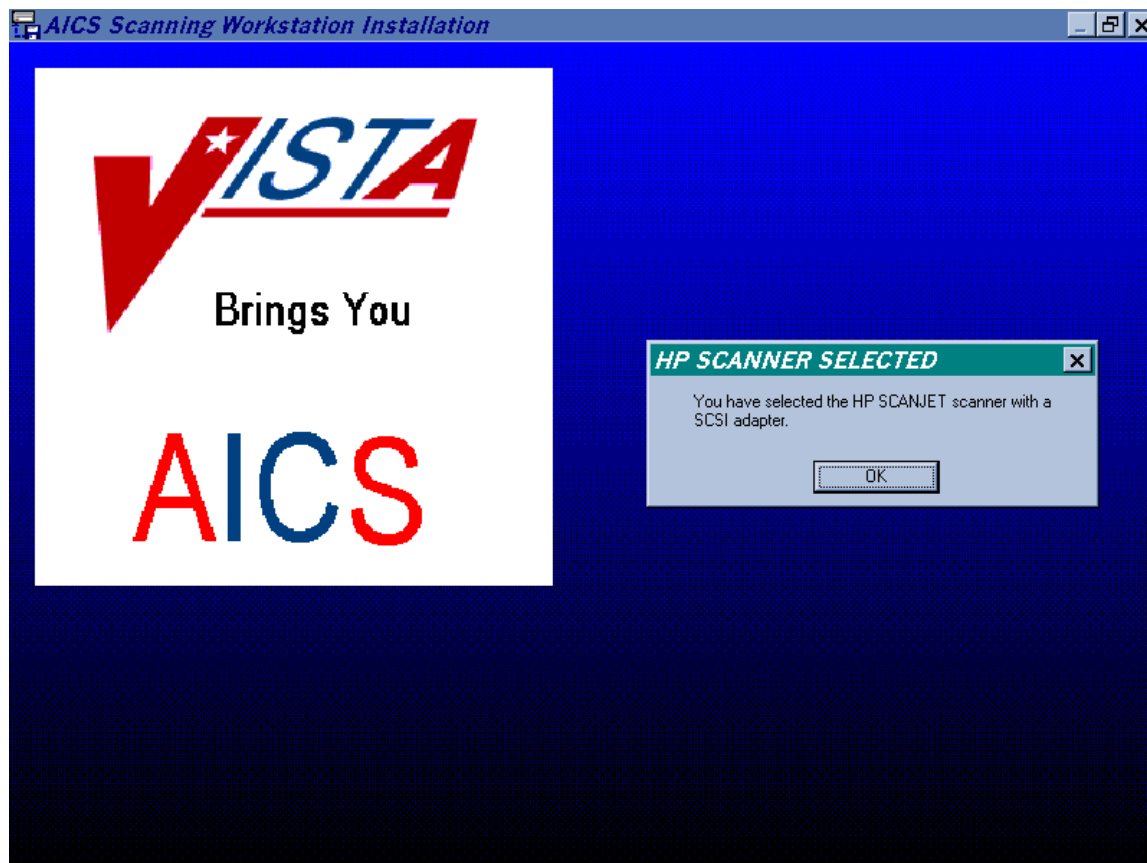 AICS Scanning Workstation Installation
VISTA
Brings You
AICS
HP SCANNER SELECTED
You have selected the HP SCANJET scanner with a
SCSI adapter.
OK